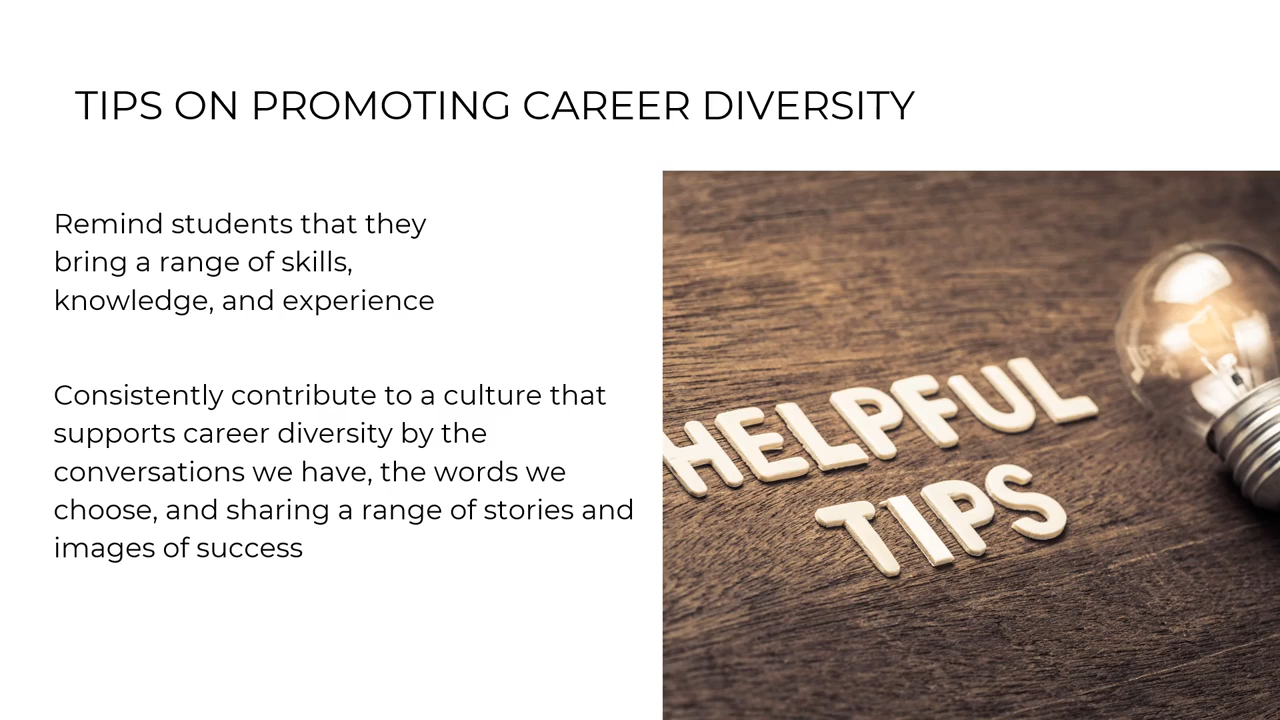 TIPS ON PROMOTING CAREER DIVERSITY
Remind students that they
bring a range of skills,
knowledge, and experience
Consistently contribute to a culture that
supports career diversity by the
conversations we have, the words we
choose, and sharing a range of stories and
images of success
HELPFUL
TIPS